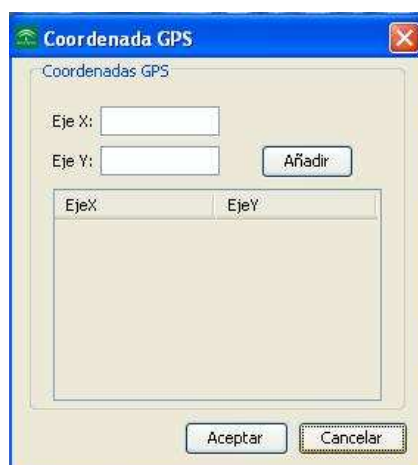 Coordenada GPS
Coordenadas GPS
Eje X:
Eje Y: Añadir
EjeX EjeY
Aceptar Cancelar